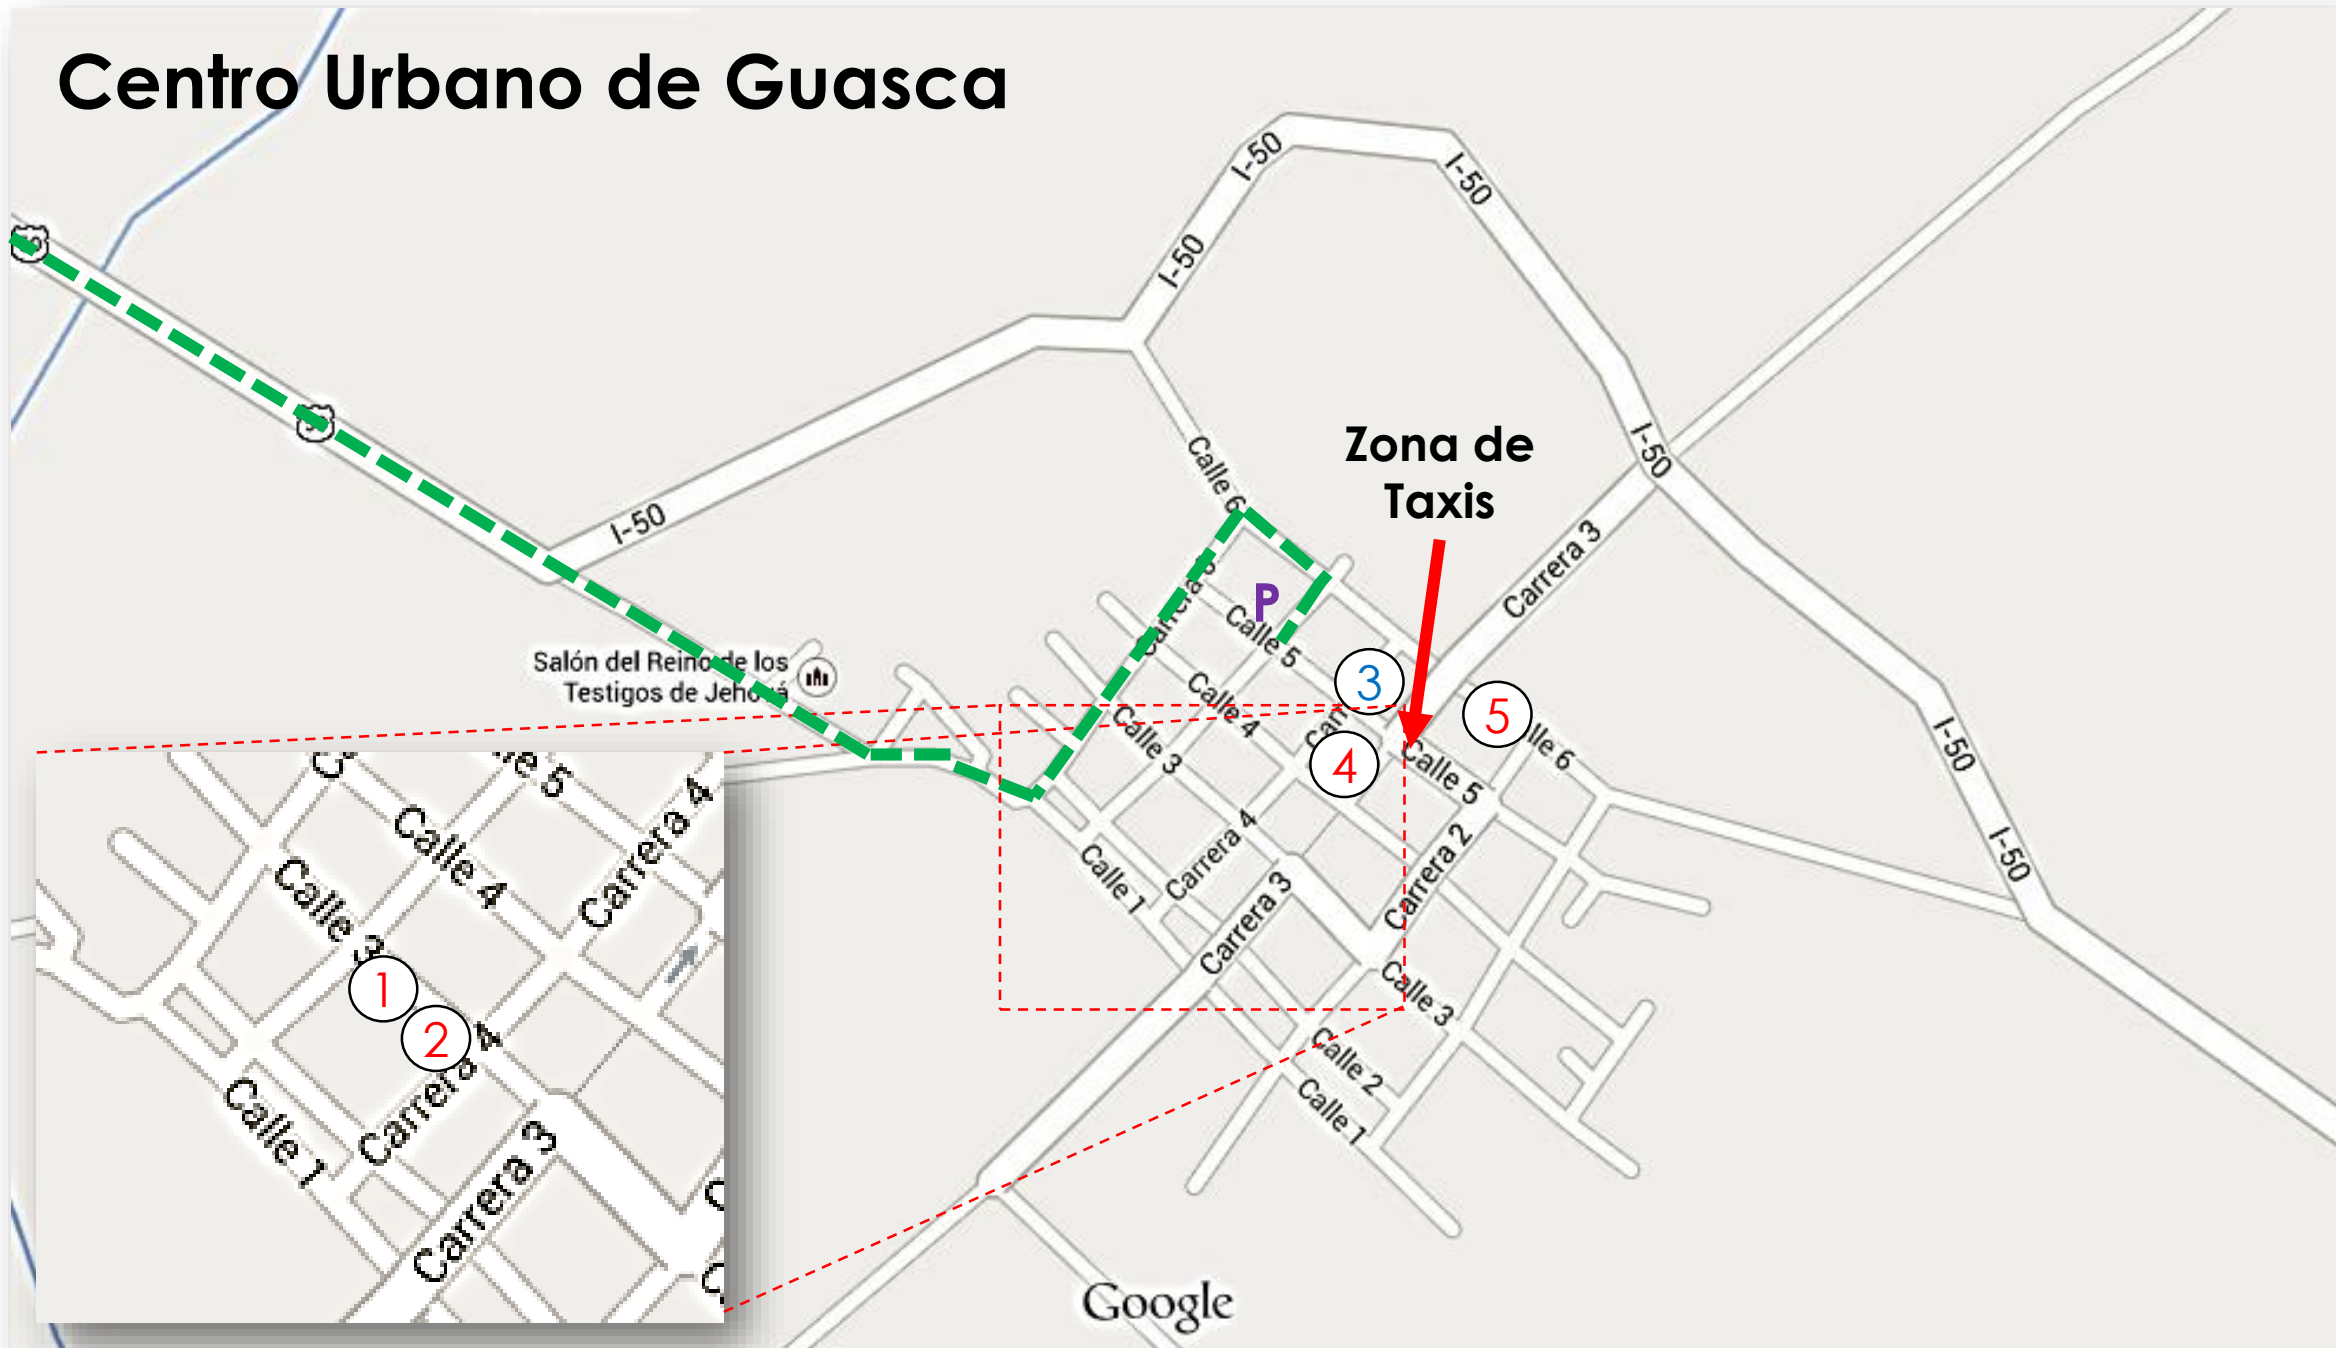 Centro Urbano de Guasca
I-50
I-50
I-50
I-50
Calle 6
Zona de
Taxis
I-50
Carrera 3
P
Calle 5
Salón del Reino de los
Testigos de Jehová
3
5
Calle 4
Calle 3
4
Calle 5
lle 6
I-50
Carrera 4
Carrera 2
Calle 1
Carrera 3
I-50
Calle 3
Calle 2
Calle 1
lle 5
Calle 4
Carrera 4
Calle 3
1
2
Carrera 4
Calle 1
Carrera 3
Google